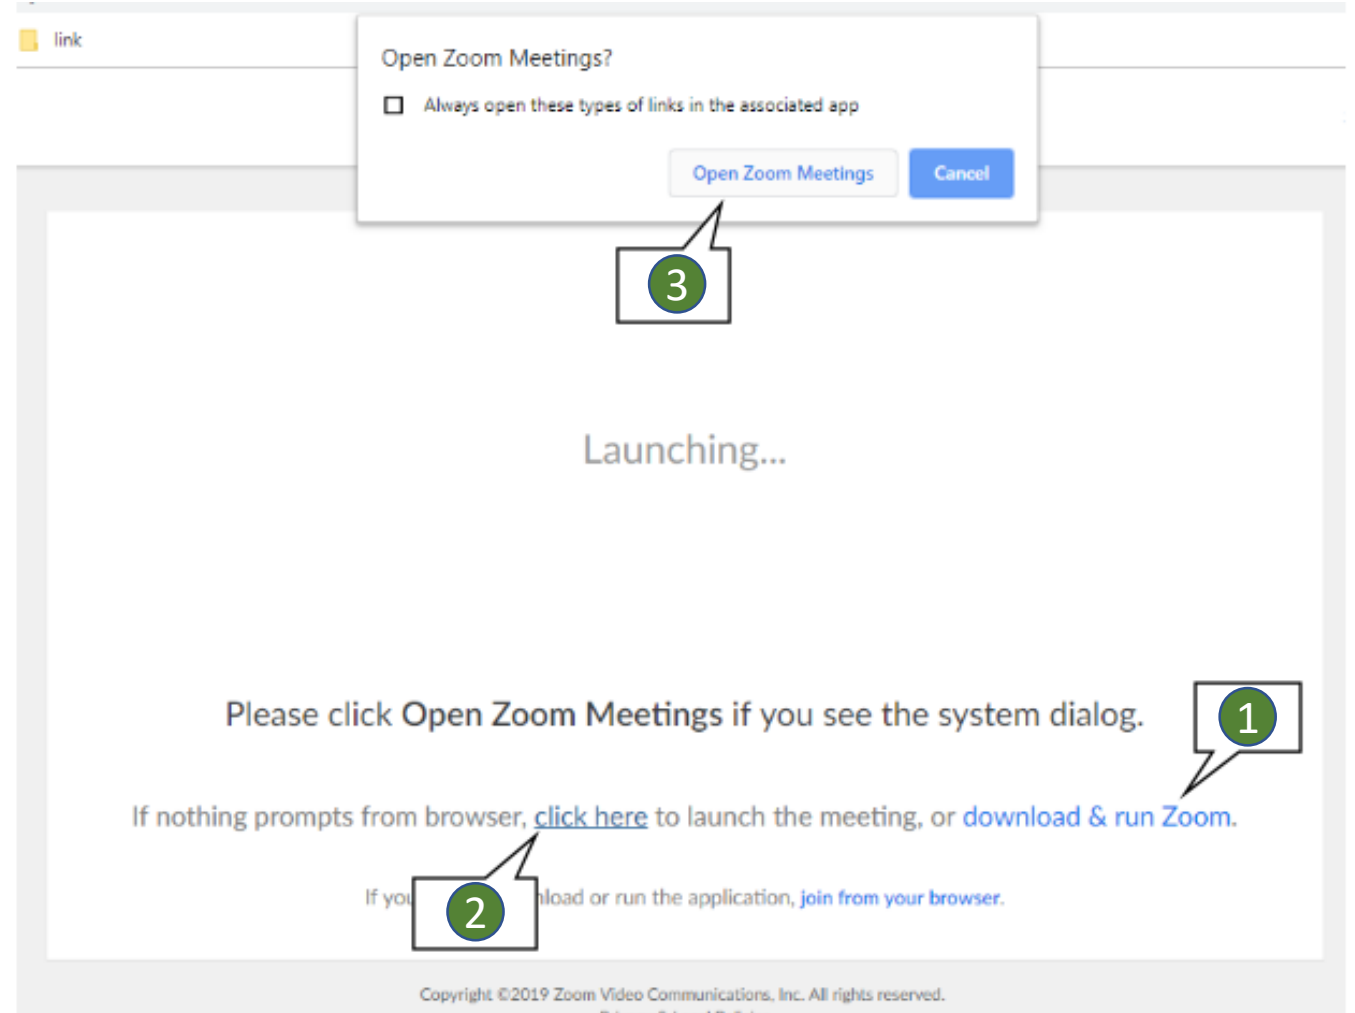 link
Open Zoom Meetings?
Always open these types of links in the associated app
Open Zoom Meetings
Cancel
3
Launching...
Please click Open Zoom Meetings if you see the system dialog.
1
If nothing prompts from browser, click here to launch the meeting, or download & run Zoom.
2
If you load or run the application, join from your browser.
Copyright ©2019 Zoom Video Communications, Inc. All rights reserved.